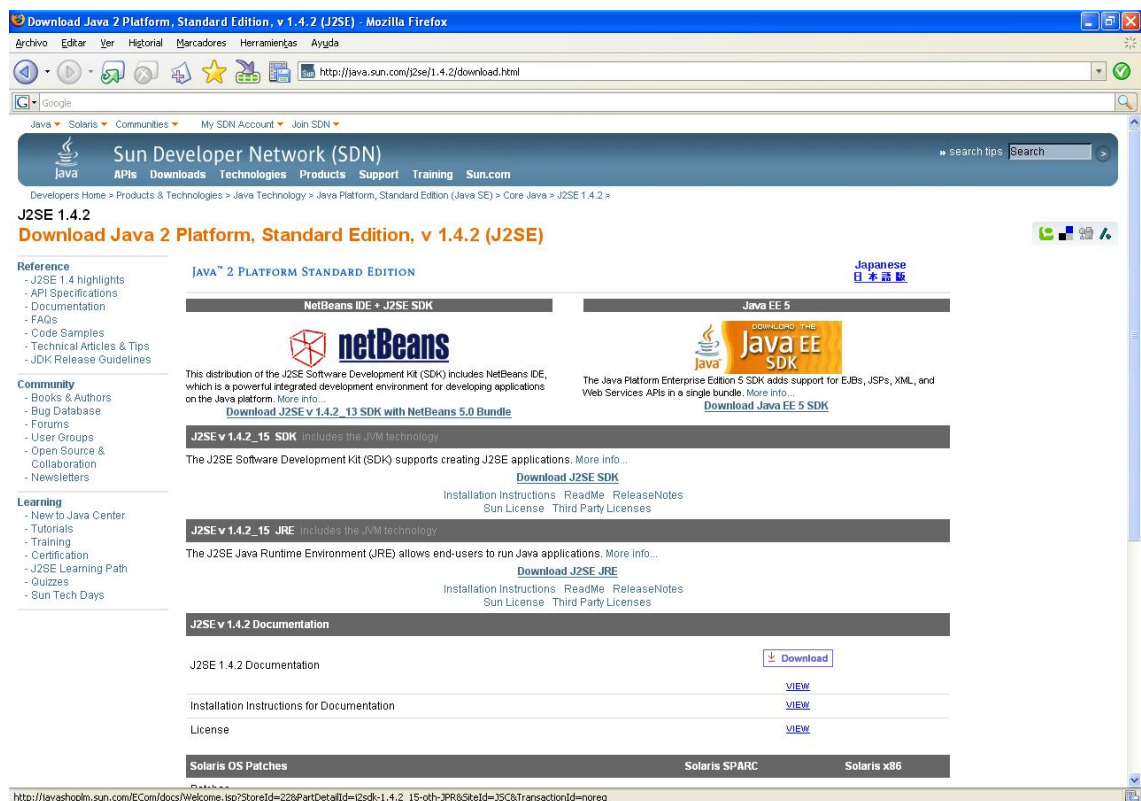 Download Java 2 Platform, Standard Edition, v 1.4.2 (J2SE) - Mozilla Firefox
Archivo Editar Ver Historial Marcadores Herramientas Ayuda
http://java.sun.com/j2se/1.4.2/download.html
G Google
Java Solaris Communities My SDN Account Join SDN
Java
Sun Developer Network (SDN)
» search tips Search
APIs Downloads Technologies Products Support Training Sun.com
Developers Home > Products & Technologies > Java Technology > Java Platform, Standard Edition (Java SE) > Core Java > J2SE 1.4.2 >
J2SE 1.4.2
Download Java 2 Platform, Standard Edition, v 1.4.2 (J2SE)
Reference
- J2SE 1.4 highlights
- API Specifications
- Documentation
- FAQs
- Code Samples
- Technical Articles & Tips
- JDK Release Guidelines
Community
- Books & Authors
- Bug Database
- Forums
- User Groups
- Open Source &
Collaboration
- Newsletters
Learning
- New to Java Center
- Tutorials
- Training
- Certification
- J2SE Learning Path
- Quizzes
- Sun Tech Days
JAVA™ 2 PLATFORM STANDARD EDITION
Japanese
日本語版
NetBeans IDE + J2SE SDK
netBeans
This distribution of the J2SE Software Development Kit (SDK) includes NetBeans IDE,
which is a powerful integrated development environment for developing applications
on the Java platform. More info...
Download J2SE v 1.4.2_13 SDK with NetBeans 5.0 Bundle
Java EE 5
DOWNLOAD THE
Java EE
SDK
Java
The Java Platform Enterprise Edition 5 SDK adds support for EJBs, JSPs, XML, and
Web Services APIs in a single bundle. More info...
Download Java EE 5 SDK
J2SE v 1.4.2_15 SDK includes the JVM technology
The J2SE Software Development Kit (SDK) supports creating J2SE applications. More info...
Download J2SE SDK
Installation Instructions ReadMe ReleaseNotes
Sun License Third Party Licenses
J2SE v 1.4.2_15 JRE includes the JVM technology
The J2SE Java Runtime Environment (JRE) allows end-users to run Java applications. More info...
Download J2SE JRE
Installation Instructions ReadMe ReleaseNotes
Sun License Third Party Licenses
J2SE v 1.4.2 Documentation
J2SE 1.4.2 Documentation Download
VIEW
Installation Instructions for Documentation VIEW
License VIEW
Solaris OS Patches Solaris SPARC Solaris x86
http://javashoplm.sun.com/ECom/docs/Welcome.jsp?StoreId=22&PartDetailId=j2sdk-1.4.2_15-oth-JPR&SiteId=JSC&TransactionId=noreg